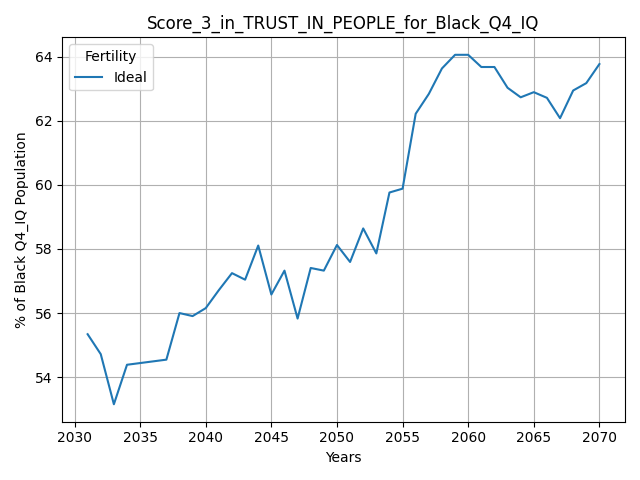 Score_3_in_TRUST_IN_PEOPLE_for_Black_Q4_IQ
Fertility
Ideal
% of Black Q4_IQ Population
64
62
60
58
56
54
2030 2035 2040 2045 2050 2055 2060 2065 2070
Years